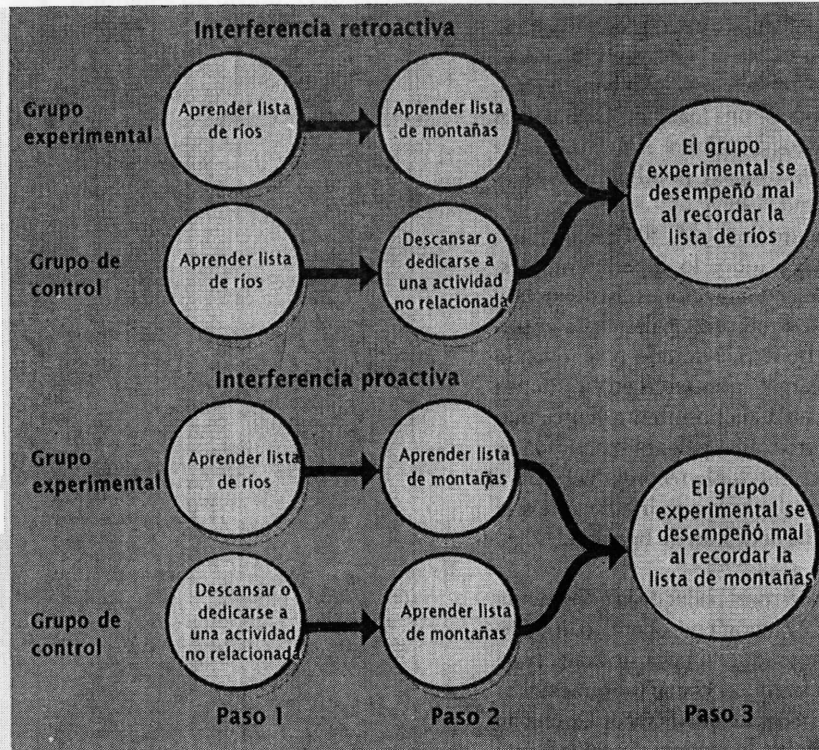 Interferencia retroactiva
Grupo
experimental
Aprender lista
de ríos
Aprender lista
de montañas
El grupo
experimental se
desempeñó mal
al recordar la
lista de ríos
Grupo de
control
Aprender lista
de ríos
Descansar o
dedicarse a
una actividad
no relacionada
Interferencia proactiva
Grupo
experimental
Aprender lista
de ríos
Aprender lista
de montañas
El grupo
experimental se
desempeñó mal
al recordar la
lista de montañas
Grupo de
control
Descansar o
dedicarse a
una actividad
no relacionada
Aprender lista
de montañas
Paso 1
Paso 2
Paso 3